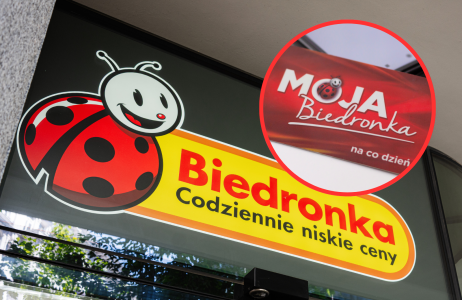 MOJA
Biedronka
na co dzień
Biedronka
Codziennie niskie ceny